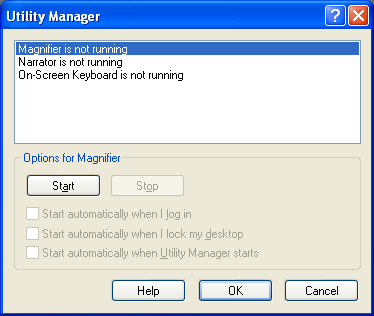 Utility Manager
Magnifier is not running
Narrator is not running
On-Screen Keyboard is not running
Options for Magnifier
Start Stop
Start automatically when I log in
Start automatically when I lock my desktop
Start automatically when Utility Manager starts
Help OK Cancel